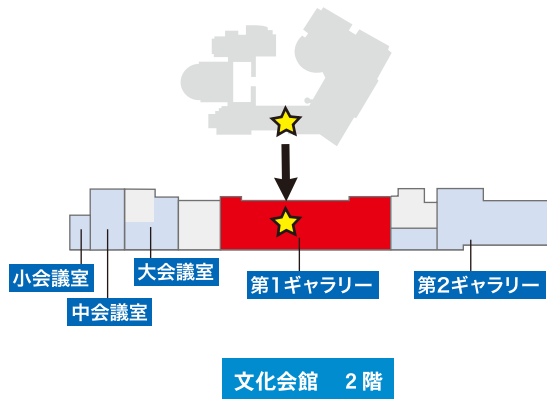 小会議室
中会議室
大会議室
第1ギャラリー
第2ギャラリー
文化会館　2階